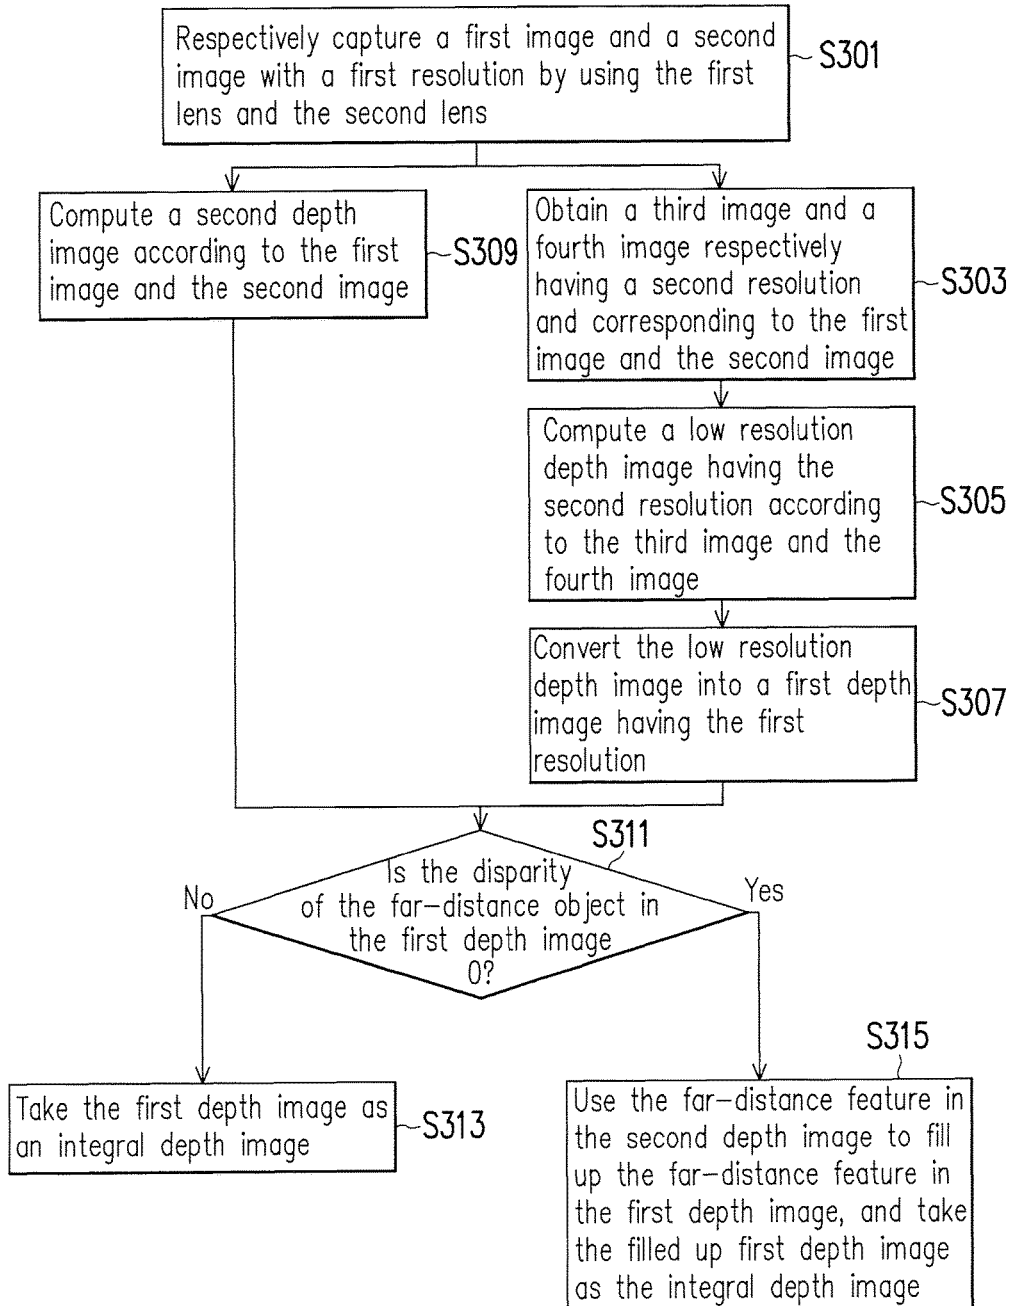 Respectively capture a first image and a second
image with a first resolution by using the first
lens and the second lens
S301
Compute a second depth
image according to the first
image and the second image
S309
Obtain a third image and a
fourth image respectively
having a second resolution
and corresponding to the first
image and the second image
S303
Compute a low resolution
depth image having the
second resolution according
to the third image and the
fourth image
S305
Convert the low resolution
depth image into a first depth
image having the first
resolution
S307
S311
Is the disparity
of the far-distance object in
the first depth image
0?
No
Yes
Take the first depth image as
an integral depth image
S313
S315
Use the far-distance feature in
the second depth image to fill
up the far-distance feature in
the first depth image, and take
the filled up first depth image
as the integral depth image